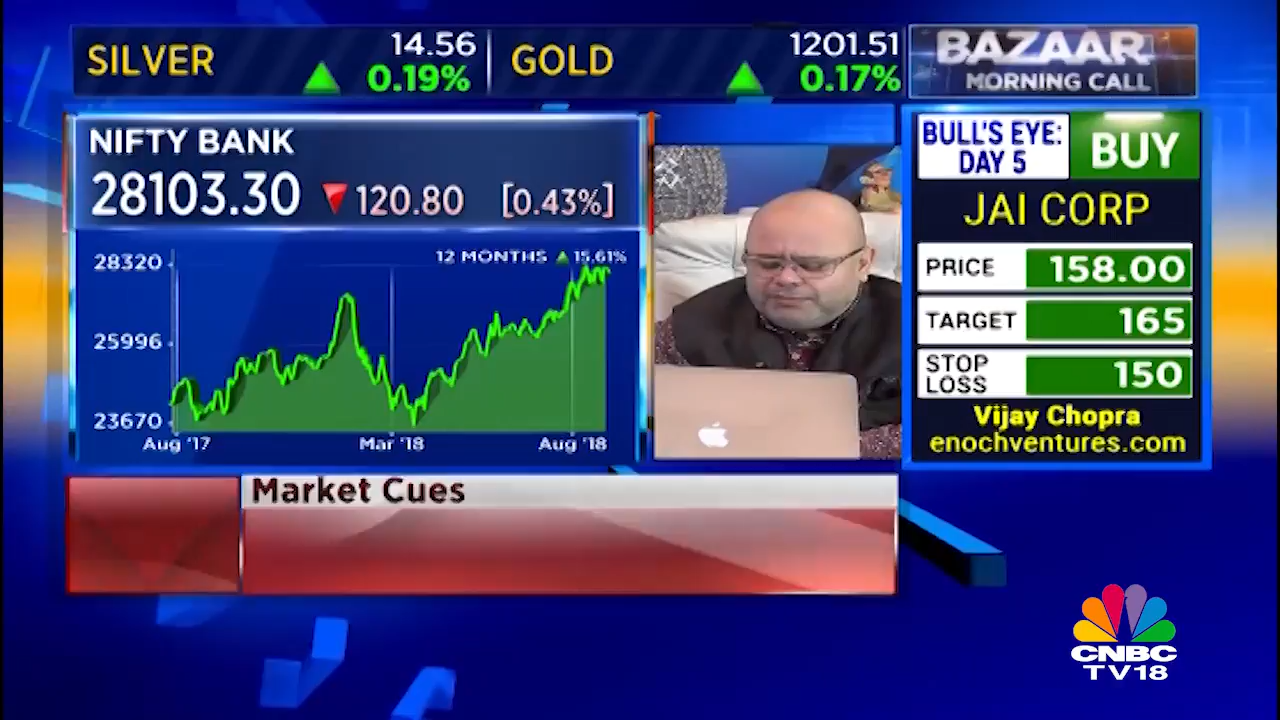 SILVER 14.56 0.19% GOLD 1201.51 0.17%
BAZAAR
MORNING CALL
NIFTY BANK
28103.30 120.80 [0.43%]
12 MONTHS 15.61%
28320
25996
23670
Aug '17 Mar '18 Aug '18
BULL'S EYE:
DAY 5
BUY
JAI CORP
PRICE 158.00
TARGET 165
STOP
LOSS 150
Vijay Chopra
enochventures.com
Market Cues
CNBC
TV18